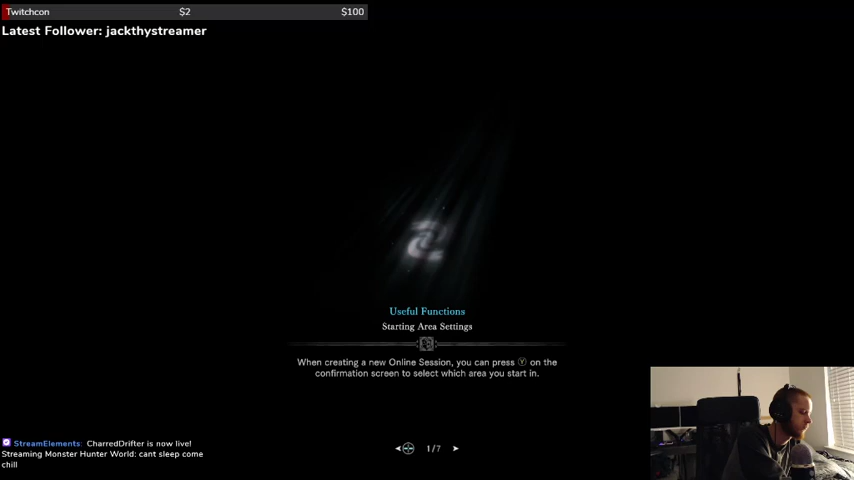 Twitchcon $2 $100
Latest Follower: jackthystreamer
Useful Functions
Starting Area Settings
When creating a new Online Session, you can press Ⓨ on the
confirmation screen to select which area you start in.
1/7
StreamElements: CharredDrifter is now live!
Streaming Monster Hunter World: cant sleep come
chill